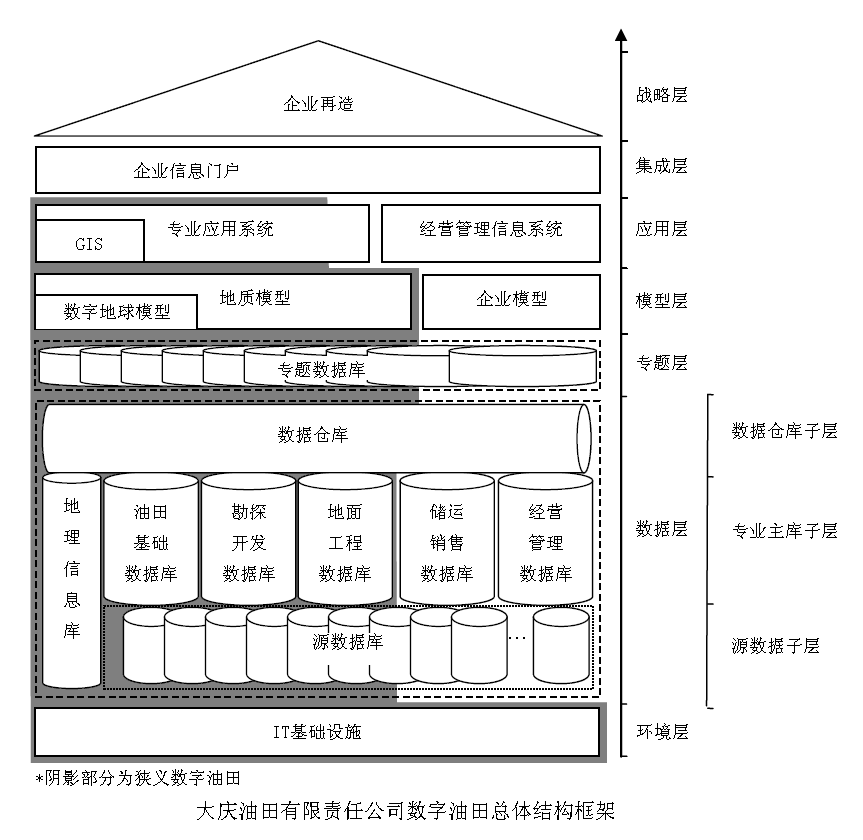 企业再造
战略层
企业信息门户
集成层
专业应用系统
GIS
经营管理信息系统
应用层
地质模型
数字地球模型
企业模型
模型层
专题数据库
专题层
数据仓库
数据仓库子层
地
理
信
息
库
油田
基础
数据库
勘探
开发
数据库
地面
工程
数据库
储运
销售
数据库
经营
管理
数据库
数据层
专业主库子层
源数据库
...
源数据子层
IT基础设施
环境层
*阴影部分为狭义数字油田
大庆油田有限责任公司数字油田总体结构框架